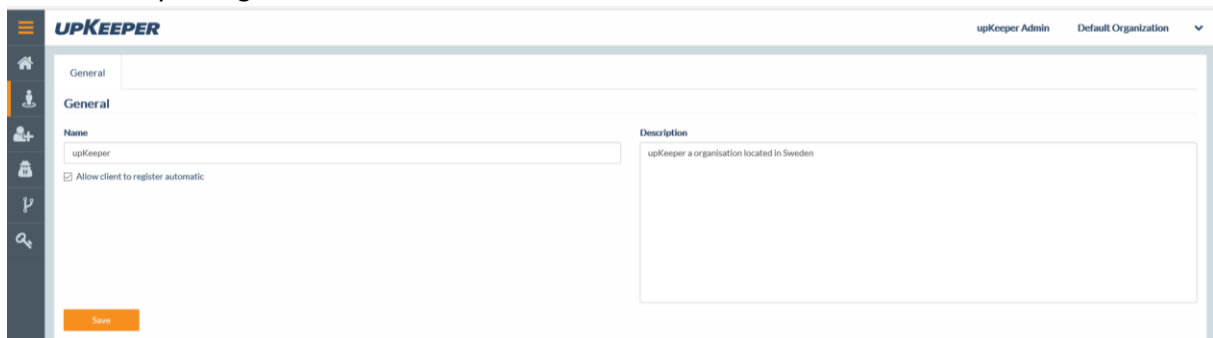 UPKEEPER
upKeeper Admin Default Organization
General
General
Name
upKeeper
Allow client to register automatic
Description
upKeeper a organisation located in Sweden
Save